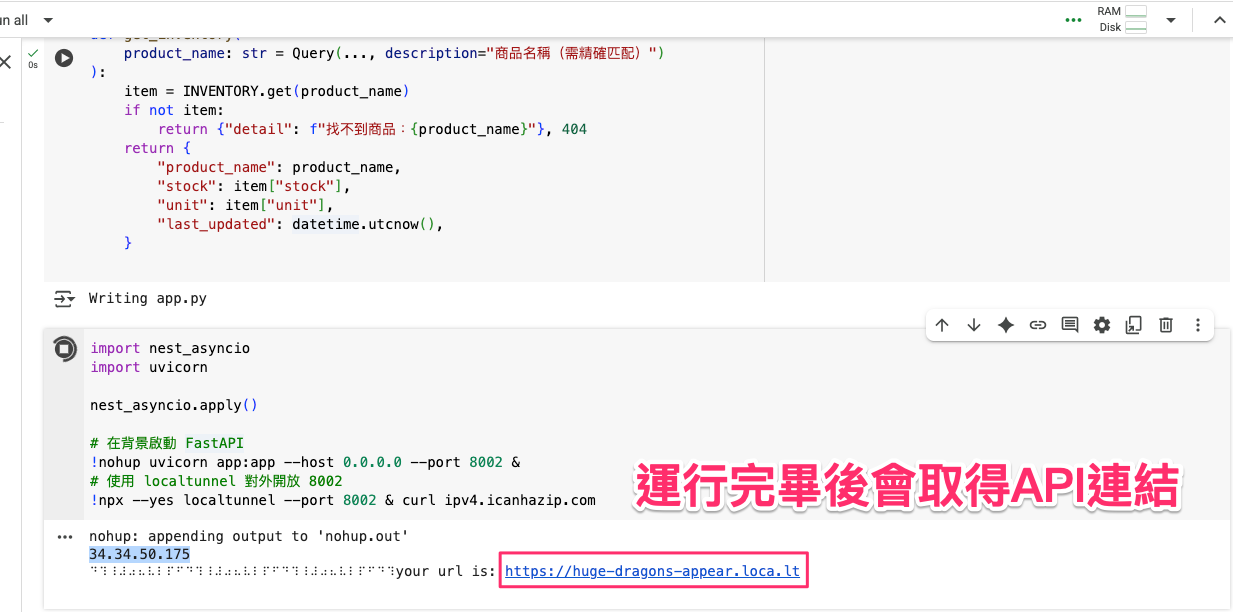 un all
RAM
Disk
0s
def get_inventory(
product_name: str = Query(..., description="商品名稱（需精確匹配）")
):
item = INVENTORY.get(product_name)
if not item:
return {"detail": f"找不到商品：{product_name}"}, 404
return {
"product_name": product_name,
"stock": item["stock"],
"unit": item["unit"],
"last_updated": datetime.utcnow(),
}
Writing app.py
import nest_asyncio
import uvicorn
nest_asyncio.apply()
# 在背景啟動 FastAPI
!nohup uvicorn app:app --host 0.0.0.0 --port 8002 &
# 使用 localtunnel 對外開放 8002
!npx --yes localtunnel --port 8002 & curl ipv4.icanhazip.com
運行完畢後會取得API連結
nohup: appending output to 'nohup.out'
34.34.50.175
your url is: https://huge-dragons-appear.loca.lt